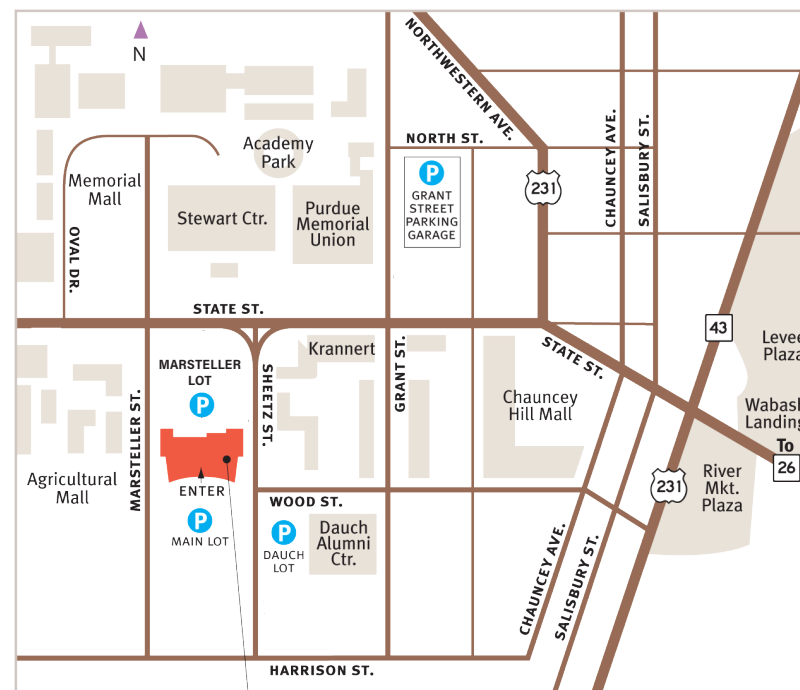 N
NORTHWESTERN AVE.
NORTH ST.
CHAUNCEY AVE.
SALISBURY ST.
Academy
Park
Memorial
Mall
P
GRANT
STREET
PARKING
GARAGE
231
Stewart Ctr.
Purdue
Memorial
Union
OVAL DR.
STATE ST.
43
Levee
Plaza
Krannert
GRANT ST.
STATE ST.
MARSTELLER
LOT
P
SHEETZ ST.
MARSTELLER ST.
Chauncey
Hill Mall
Wabash
Landing
To
26
Agricultural
Mall
ENTER
231
River
Mkt.
Plaza
WOOD ST.
P
MAIN LOT
P
DAUCH
LOT
Dauch
Alumni
Ctr.
CHAUNCEY AVE.
SALISBURY ST.
HARRISON ST.